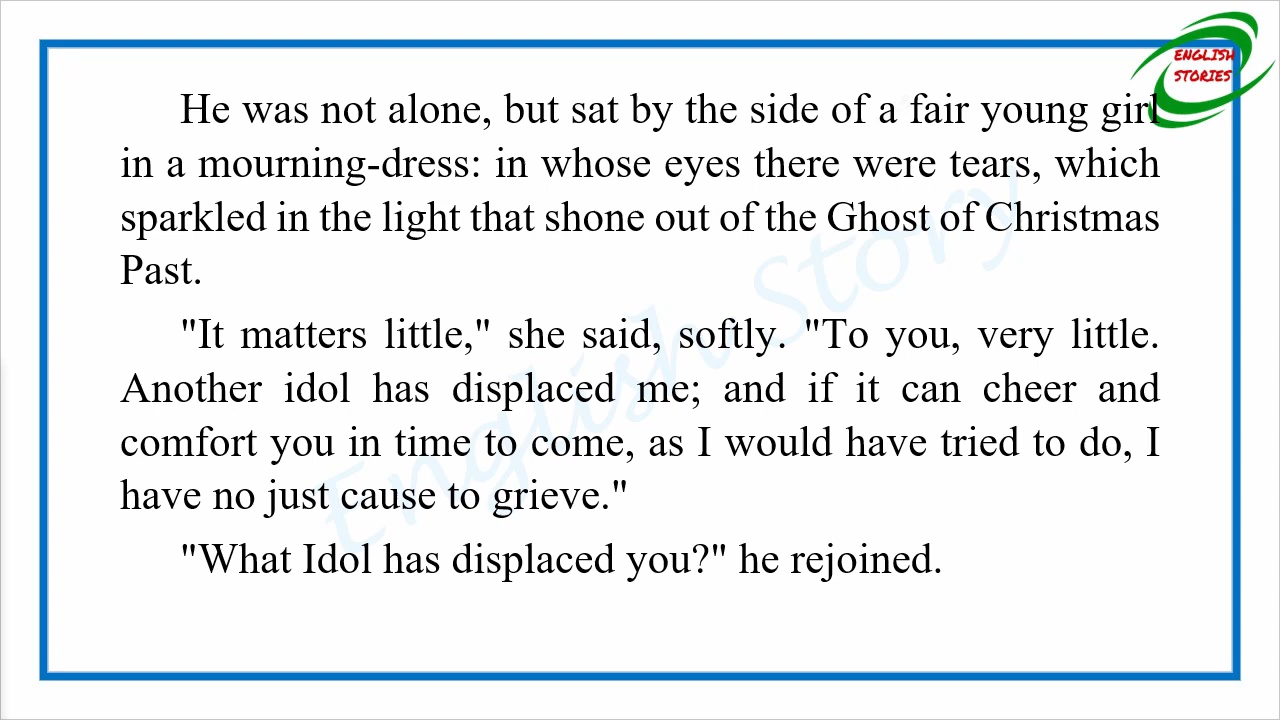 ENGLISH
STORIES
He was not alone, but sat by the side of a fair young girl
in a mourning-dress: in whose eyes there were tears, which
sparkled in the light that shone out of the Ghost of Christmas
Past.
"It matters little," she said, softly. "To you, very little.
Another idol has displaced me; and if it can cheer and
comfort you in time to come, as I would have tried to do, I
have no just cause to grieve."
"What Idol has displaced you?" he rejoined.
English Story